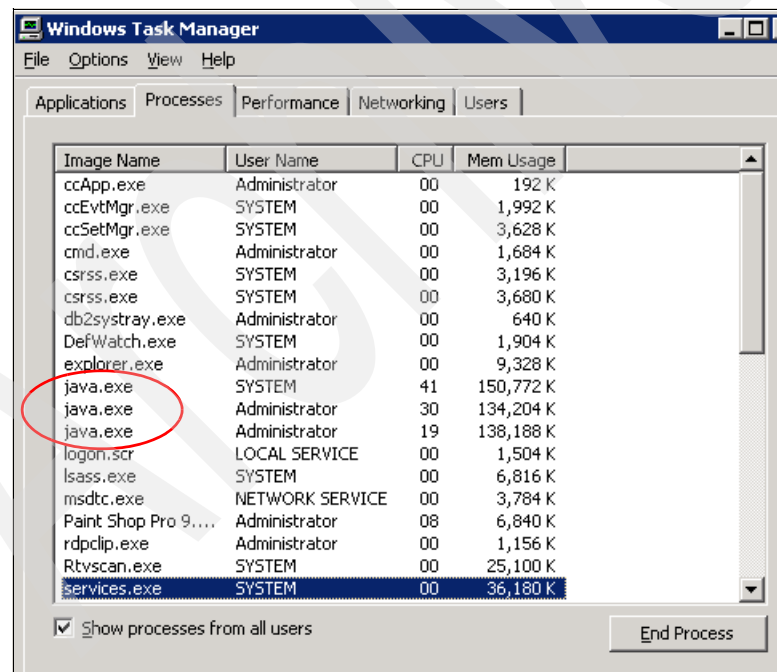 Windows Task Manager
File Options View Help
Applications Processes Performance Networking Users
Image Name User Name CPU Mem Usage
ccApp.exe Administrator 00 192 K
ccEvtMgr.exe SYSTEM 00 1,992 K
ccSetMgr.exe SYSTEM 00 3,628 K
cmd.exe Administrator 00 1,684 K
csrss.exe SYSTEM 00 3,196 K
csrss.exe SYSTEM 00 3,680 K
db2systray.exe Administrator 00 640 K
DefWatch.exe SYSTEM 00 1,904 K
explorer.exe Administrator 00 9,328 K
java.exe SYSTEM 41 150,772 K
java.exe Administrator 30 134,204 K
java.exe Administrator 19 138,188 K
logon.scr LOCAL SERVICE 00 1,504 K
lsass.exe SYSTEM 00 6,816 K
msdtc.exe NETWORK SERVICE 00 3,784 K
Paint Shop Pro 9.... Administrator 08 6,840 K
rdpclip.exe Administrator 00 1,156 K
Rtvscan.exe SYSTEM 00 25,100 K
services.exe SYSTEM 00 36,180 K
Show processes from all users
End Process